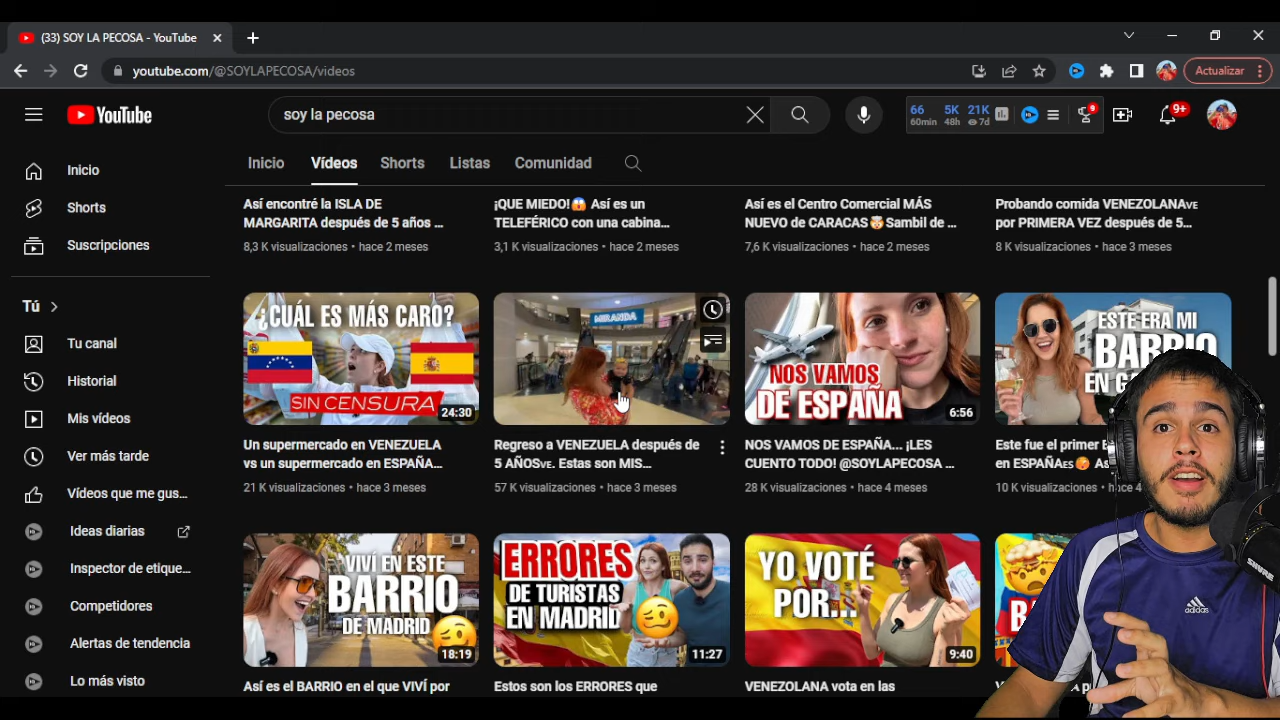 (33) SOY LA PECOSA - YouTube
youtube.com/@SOYLAPECOSA/videos
Actualizar
YouTube
soy la pecosa
66 5K 21K
60min 48h 7d
9
9+
Inicio Vídeos Shorts Listas Comunidad
Inicio
Shorts
Suscripciones
Tú
Tu canal
Historial
Mis vídeos
Ver más tarde
Vídeos que me gus...
Ideas diarias
Inspector de etique...
Competidores
Alertas de tendencia
Lo más visto
Así encontré la ISLA DE
MARGARITA después de 5 años ...
8,3 K visualizaciones • hace 2 meses
¡QUE MIEDO!😱 Así es un
TELEFÉRICO con una cabina...
3,1 K visualizaciones • hace 2 meses
Así es el Centro Comercial MÁS
NUEVO de CARACAS🤯Sambil de ...
7,6 K visualizaciones • hace 2 meses
Probando comida VENEZOLANAVE
por PRIMERA VEZ después de 5...
8 K visualizaciones • hace 3 meses
¿CUÁL ES MÁS CARO?
SIN CENSURA
24:30
Un supermercado en VENEZUELA
vs un supermercado en ESPAÑA...
21 K visualizaciones • hace 3 meses
MIRANDA
Regreso a VENEZUELA después de
5 AÑOSVE. Estas son MIS...
57 K visualizaciones • hace 3 meses
NOS VAMOS
DE ESPAÑA
6:56
NOS VAMOS DE ESPAÑA... ¡LES
CUENTO TODO! @SOYLAPECOSA ...
28 K visualizaciones • hace 4 meses
ESTE ERA MI
BARRIO
EN
Este fue el primer
en ESPAÑAES🥵
10 K visualizaciones • hace 4
VIVÍ EN ESTE
BARRIO
DE MADRID
18:19
Así es el BARRIO en el que VIVÍ por
ERRORES
DE TURISTAS
EN MADRID
11:27
Estos son los ERRORES que
YO VOTÉ
POR...
9:40
VENEZOLANA vota en las
SHURE
adidas